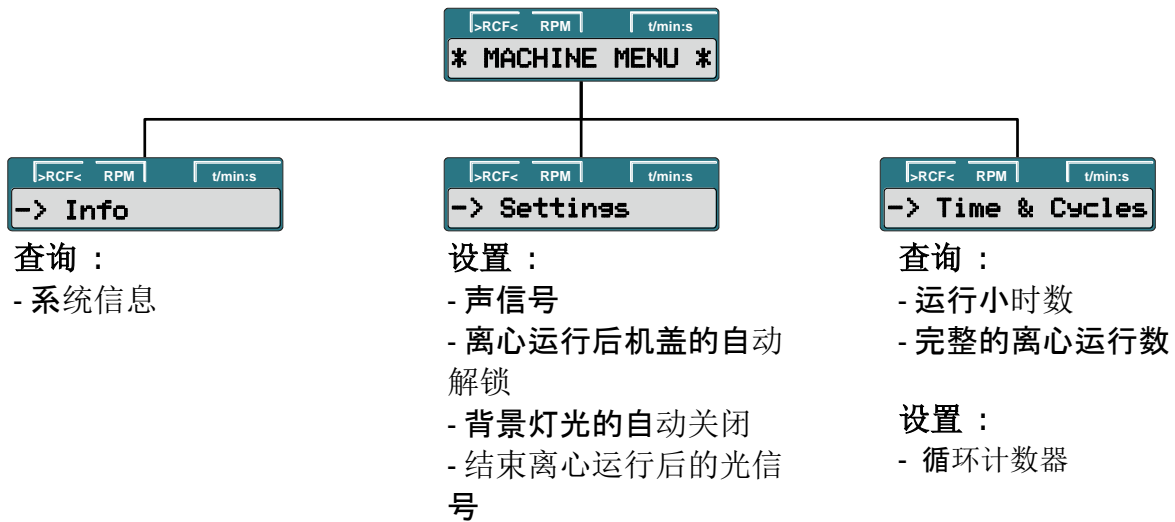 >RCF< RPM t/min:s
* MACHINE MENU *
>RCF< RPM t/min:s
-> Info
查询：
- 系统信息
>RCF< RPM t/min:s
-> Settings
设置：
- 声信号
- 离心运行后机盖的自动
解锁
- 背景灯光的自动关闭
- 结束离心运行后的光信
号
>RCF< RPM t/min:s
-> Time & Cycles
查询：
- 运行小时数
- 完整的离心运行数
设置：
- 循环计数器